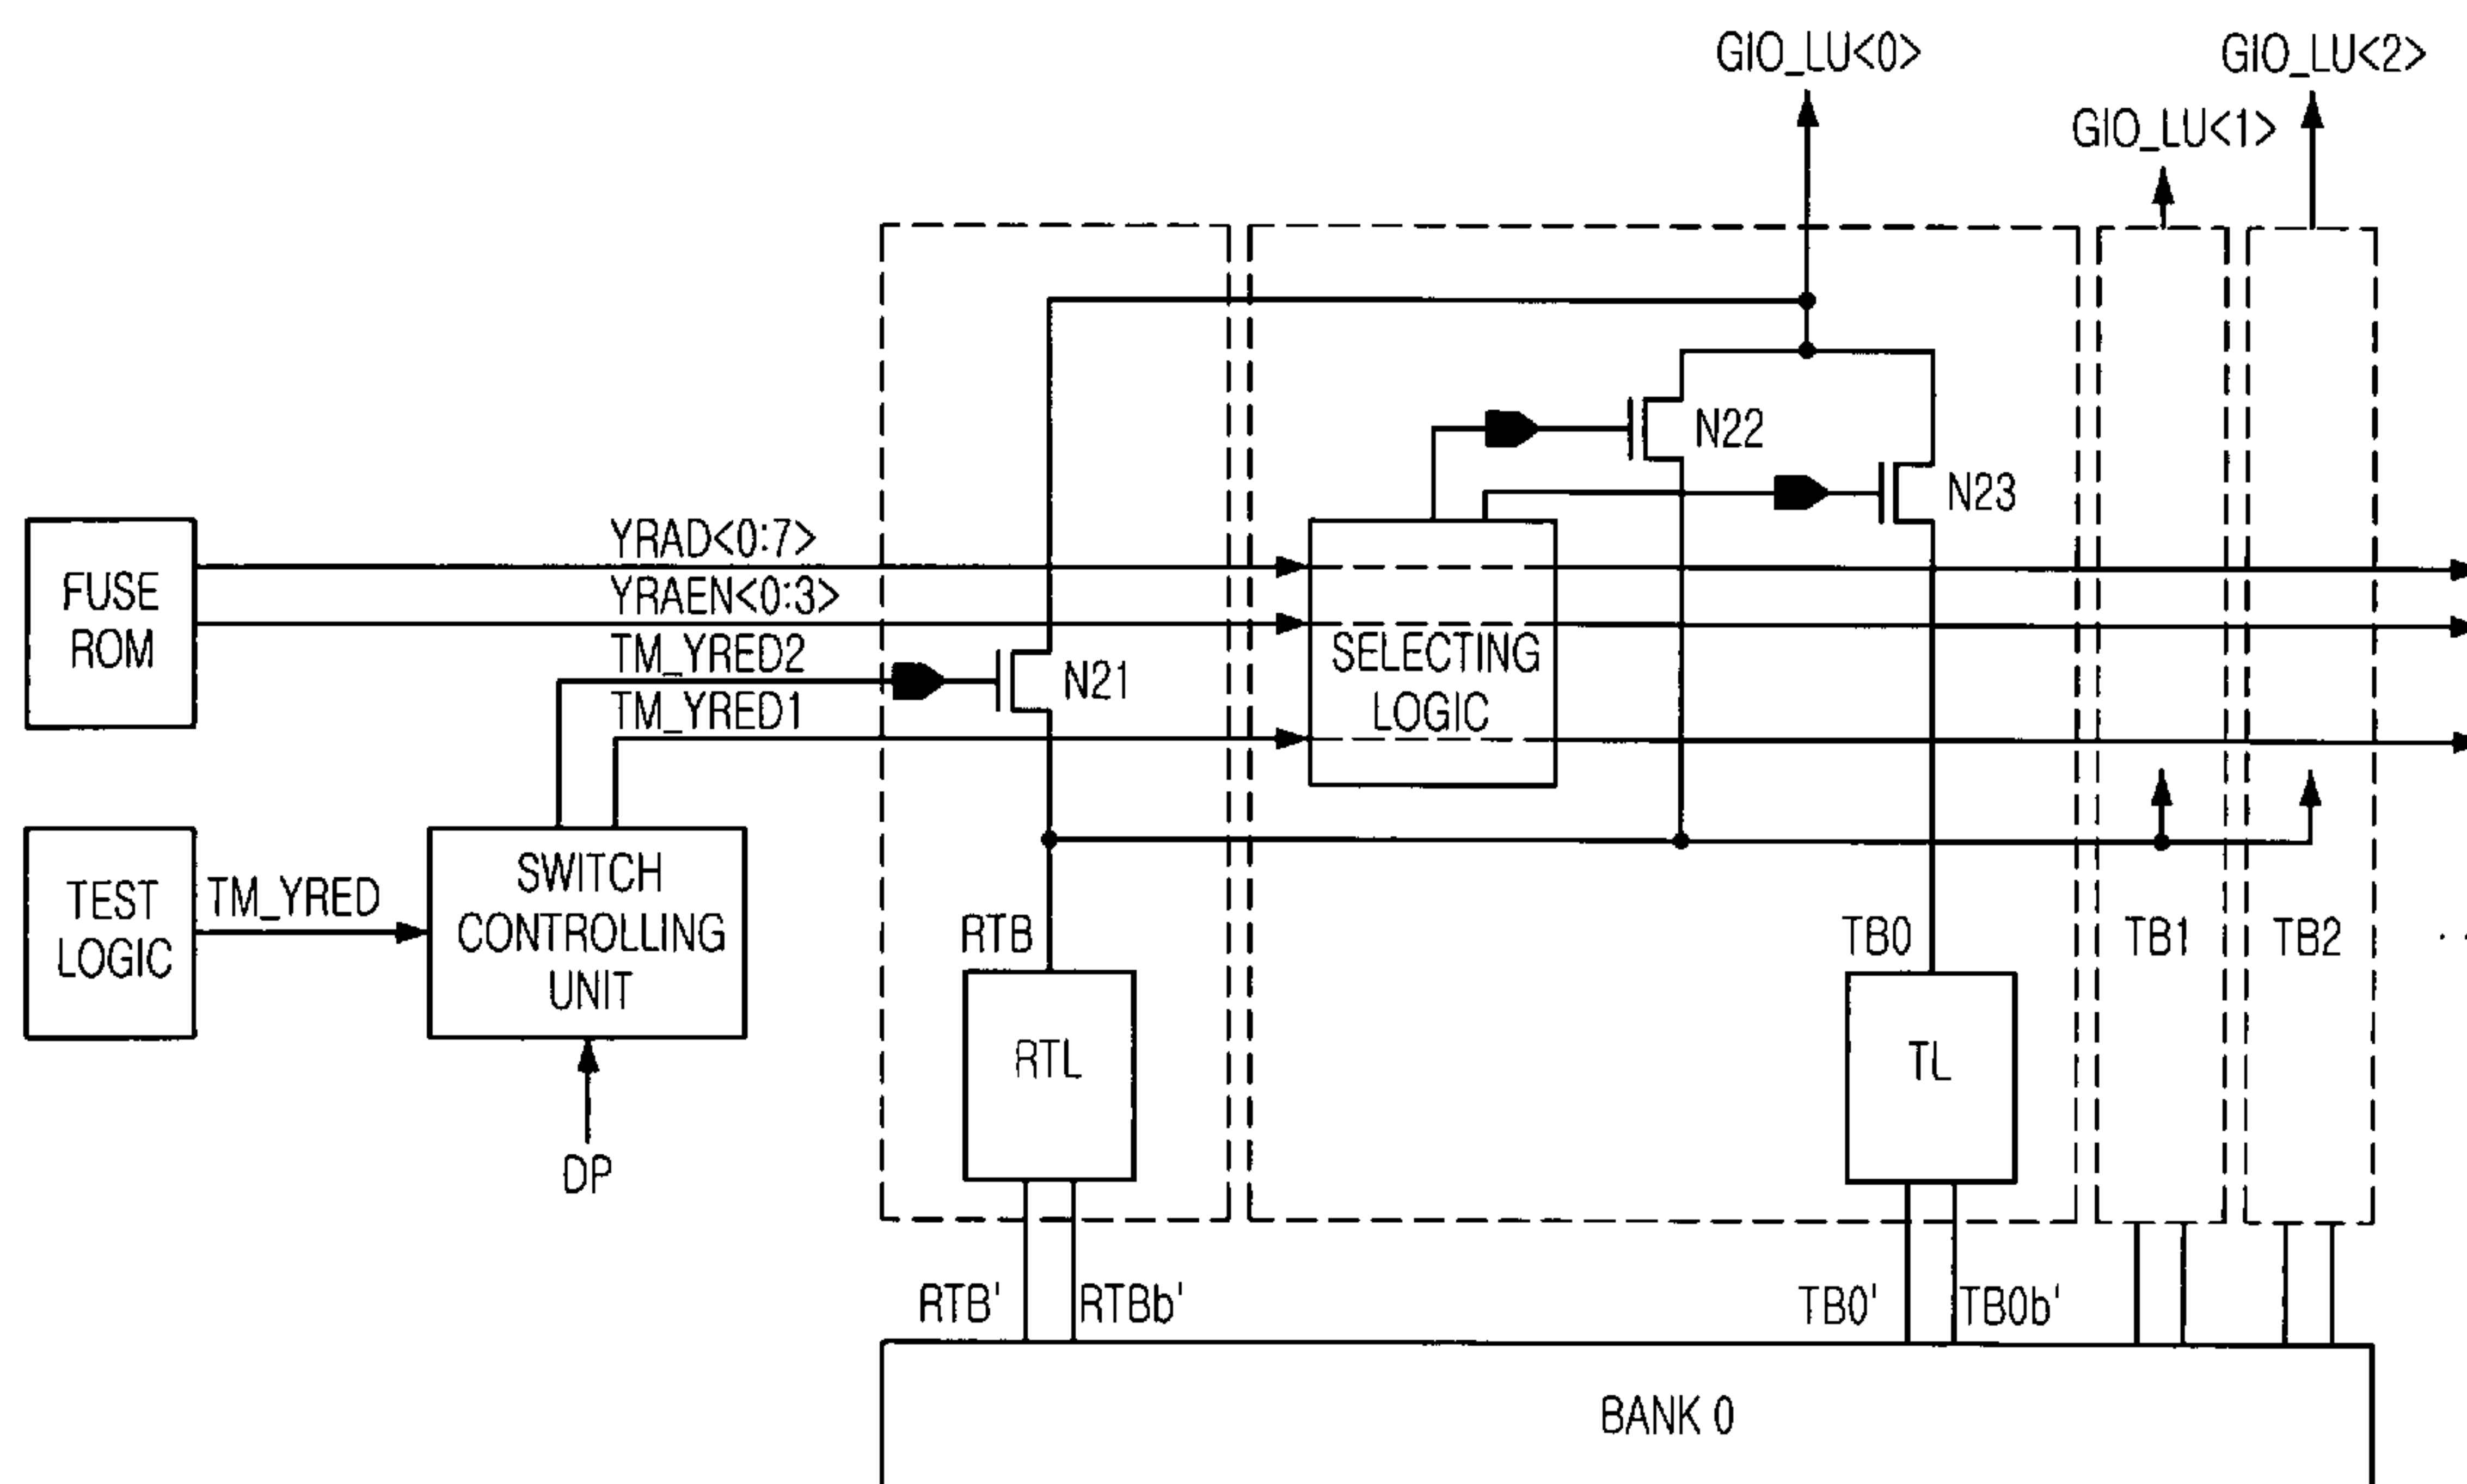 GIO_LU<0>
GIO_LU<2>
GIO_LU<1>
N22
N23
YRAD<0:7>
YRAEN<0:3>
TM_YRED2
TM_YRED1
N21
FUSE
ROM
SELECTING
LOGIC
TEST
LOGIC
TM_YRED
SWITCH
CONTROLLING
UNIT
DP
RTB
TB0
TB1
TB2
RTL
TL
RTB'
RTBb'
TB0'
TB0b'
BANK 0